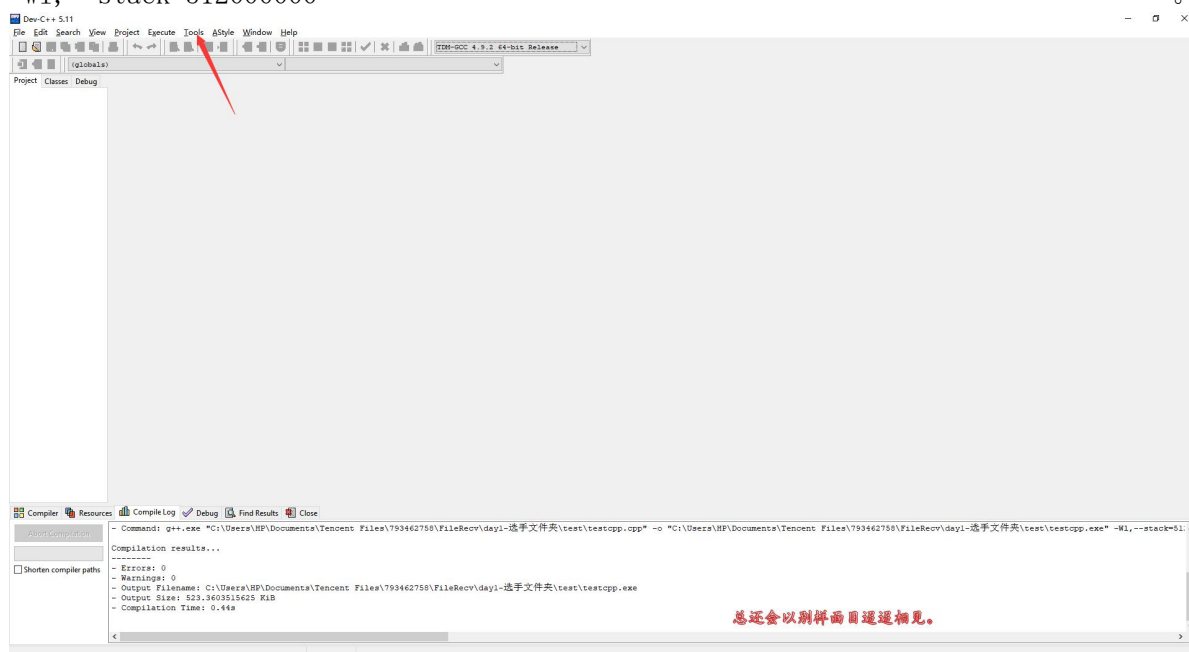 Dev-C++ 5.11
File Edit Search View Project Execute Tools AStyle Window Help
TDM-GCC 4.9.2 64-bit Release
(globals)
Project Classes Debug
Compiler Resources Compile Log Debug Find Results Close
Abort Compilation
Shorten compiler paths
- Command: g++.exe "C:\Users\HP\Documents\Tencent Files\793462758\FileRecv\day1-选手文件夹\test\testcpp.cpp" -o "C:\Users\HP\Documents\Tencent Files\793462758\FileRecv\day1-选手文件夹\test\testcpp.exe" -Wl,--stack=51
Compilation results...
--------
- Errors: 0
- Warnings: 0
- Output Filename: C:\Users\HP\Documents\Tencent Files\793462758\FileRecv\day1-选手文件夹\test\testcpp.exe
- Output Size: 523.3603515625 KiB
- Compilation Time: 0.44s
总还会以别样面目遥遥相见。